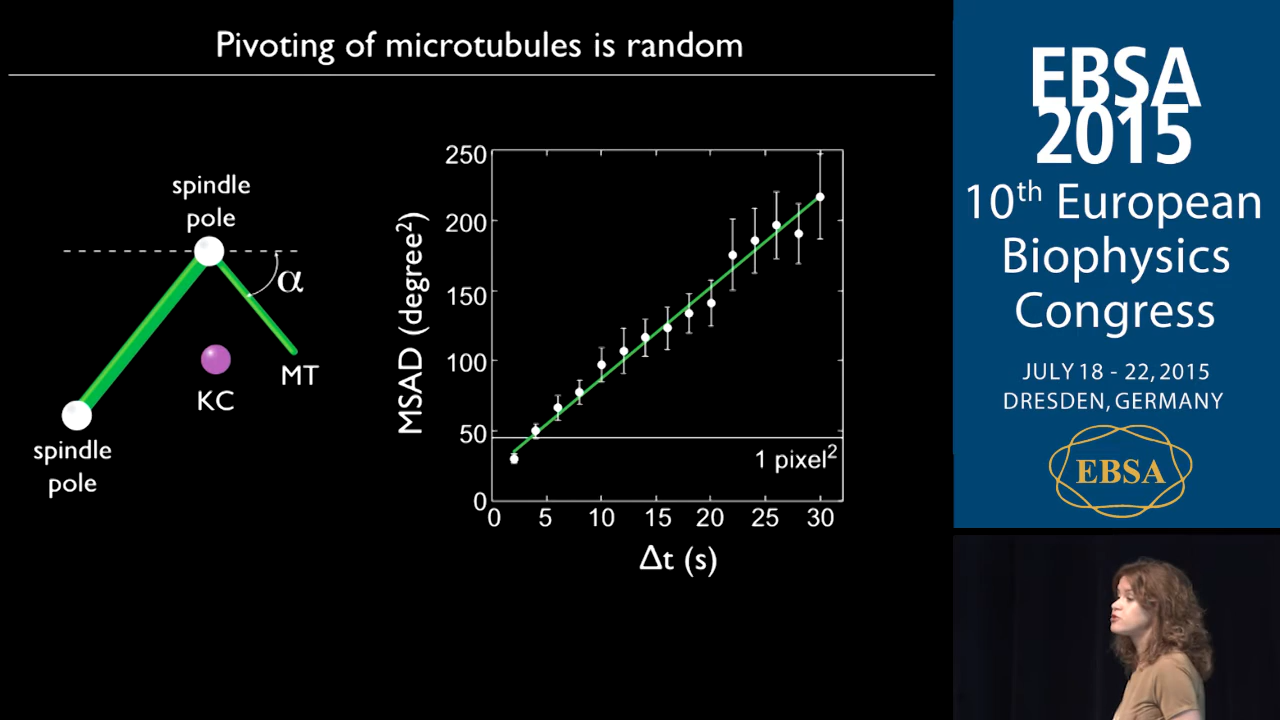 Pivoting of microtubules is random
spindle
pole
α
KC
MT
spindle
pole
MSAD (degree²)
250
200
150
100
50
0
1 pixel²
0 5 10 15 20 25 30
Δt (s)
EBSA
2015
10th European
Biophysics
Congress
JULY 18 - 22, 2015
DRESDEN, GERMANY
EBSA